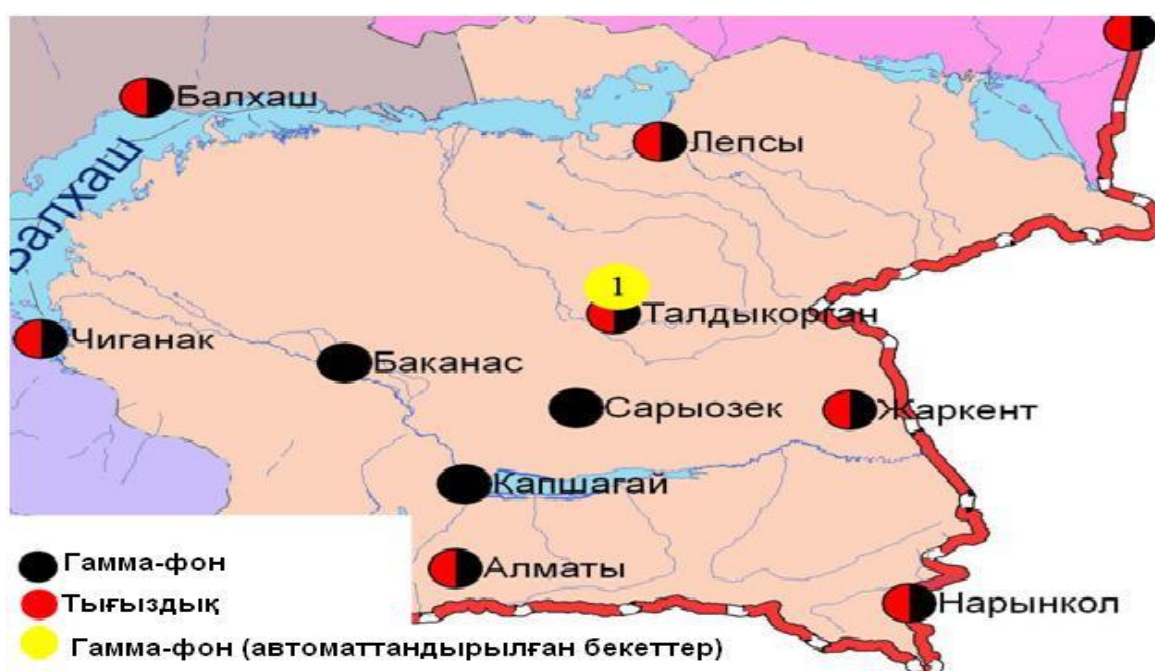 Балхаш
Лепсы
Балхаш
1
Талдыкорган
Чиганак
Баканас
Сарыозек
Жаркент
Капшагай
Алматы
Нарынкол
Гамма-фон
Тығыздық
Гамма-фон (автоматтандырылған бекеттер)